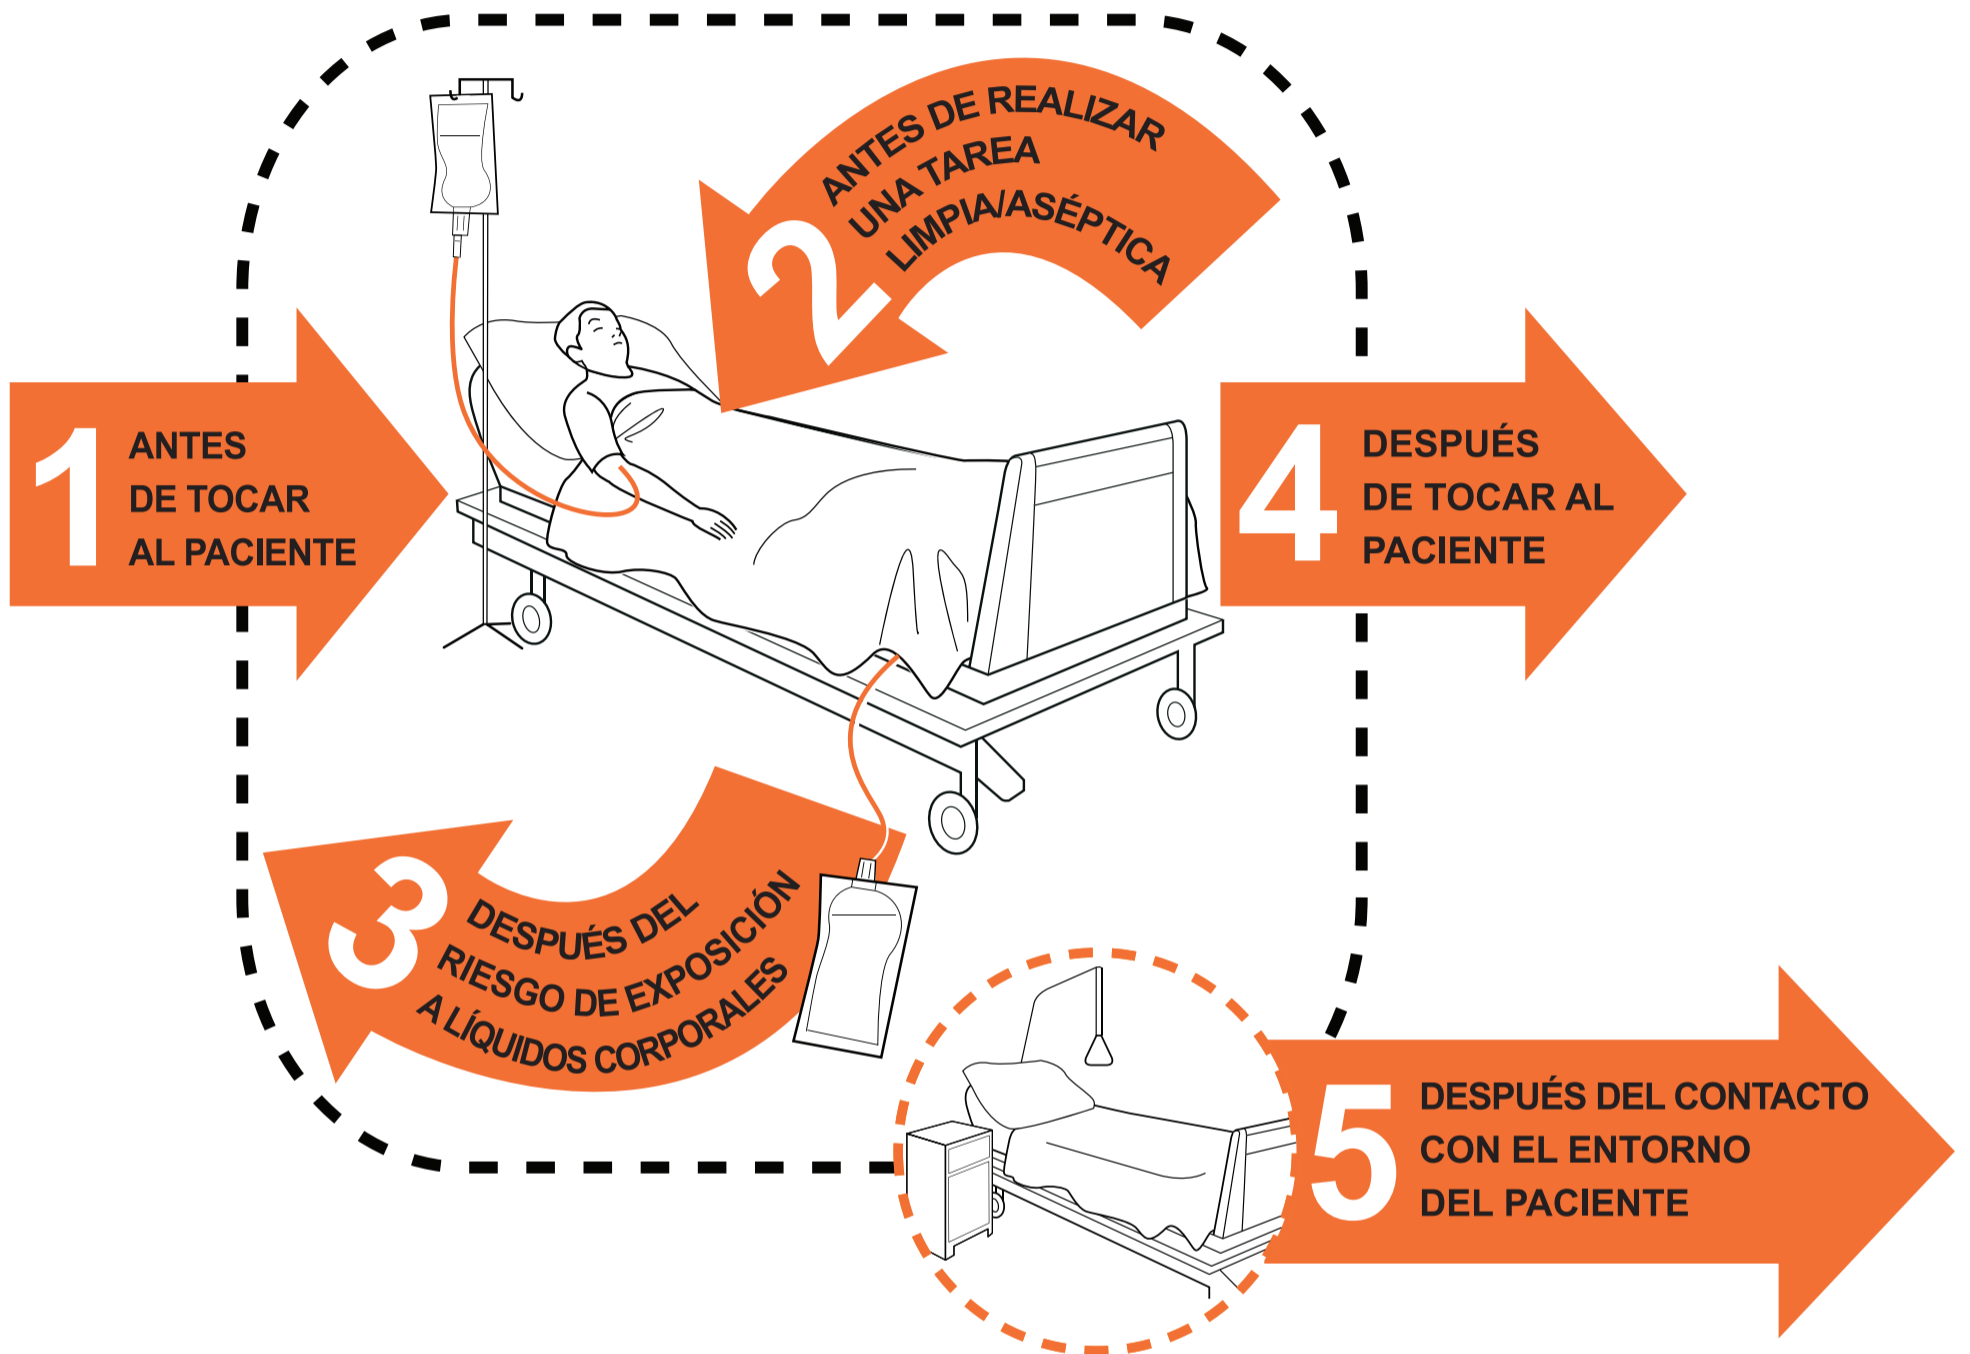 1
ANTES
DE TOCAR
AL PACIENTE
2
ANTES DE REALIZAR
UNA TAREA
LIMPIA/ASÉPTICA
3
DESPUÉS DEL
RIESGO DE EXPOSICIÓN
A LÍQUIDOS CORPORALES
4
DESPUÉS
DE TOCAR AL
PACIENTE
5
DESPUÉS DEL CONTACTO
CON EL ENTORNO
DEL PACIENTE